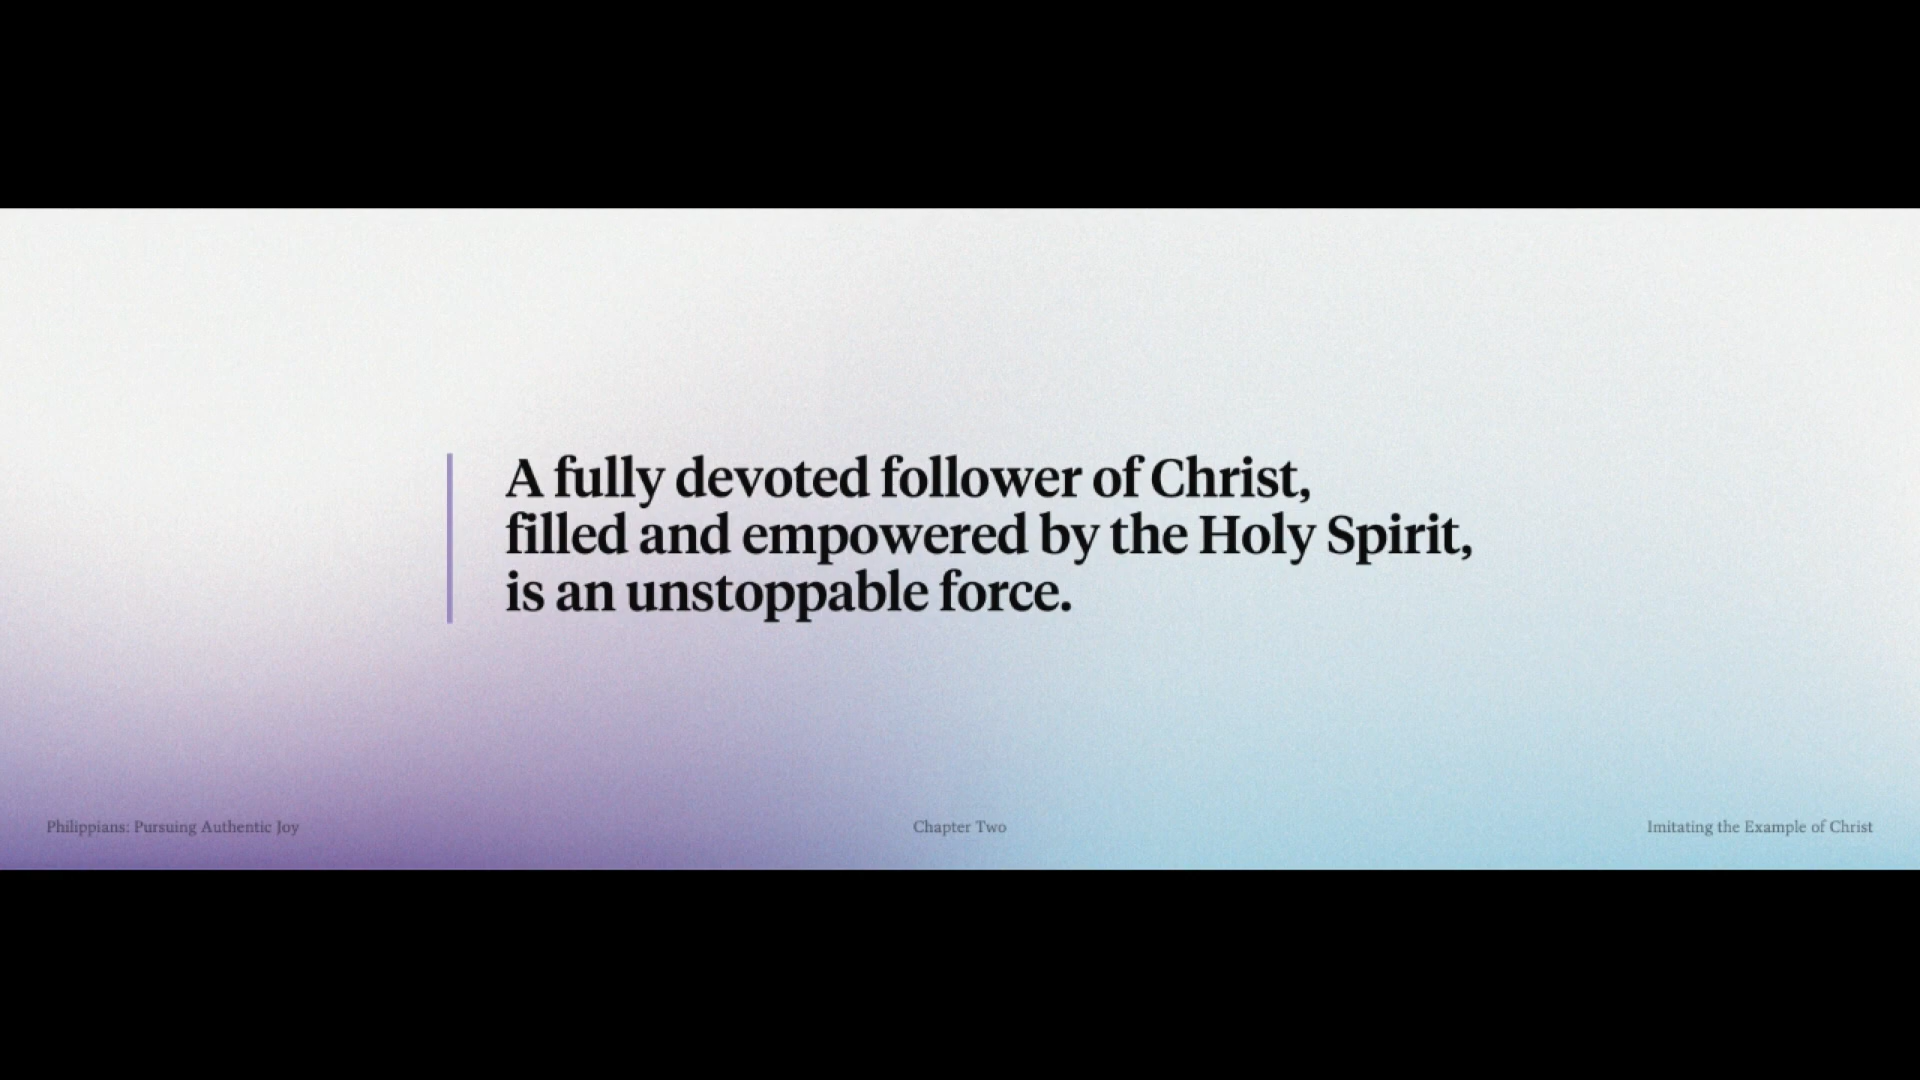 A fully devoted follower of Christ,
filled and empowered by the Holy Spirit,
is an unstoppable force.
Philippians: Pursuing Authentic Joy
Chapter Two
Imitating the Example of Christ